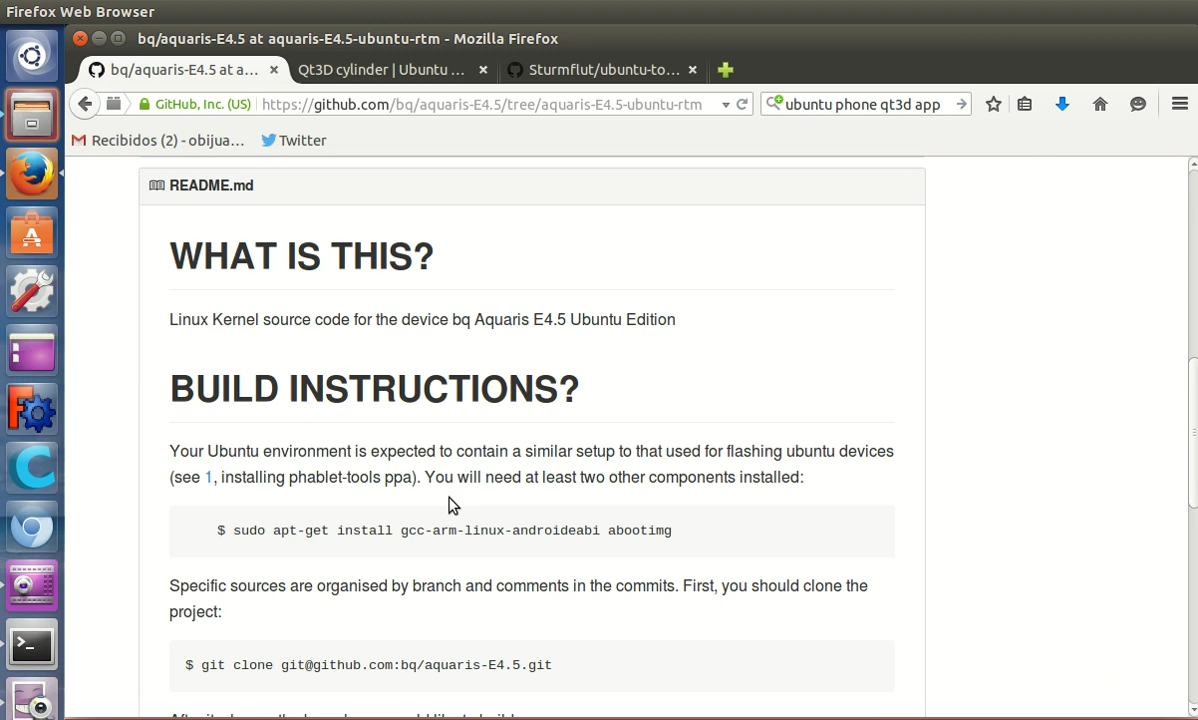 Firefox Web Browser
bq/aquaris-E4.5 at aquaris-E4.5-ubuntu-rtm - Mozilla Firefox
bq/aquaris-E4.5 at a... Qt3D cylinder | Ubuntu ... Sturmflut/ubuntu-to...
GitHub, Inc. (US) https://github.com/bq/aquaris-E4.5/tree/aquaris-E4.5-ubuntu-rtm ubuntu phone qt3d app
Recibidos (2) - obijua... Twitter
README.md
WHAT IS THIS?
Linux Kernel source code for the device bq Aquaris E4.5 Ubuntu Edition
BUILD INSTRUCTIONS?
Your Ubuntu environment is expected to contain a similar setup to that used for flashing ubuntu devices
(see 1, installing phablet-tools ppa). You will need at least two other components installed:
$ sudo apt-get install gcc-arm-linux-androideabi abootimg
Specific sources are organised by branch and comments in the commits. First, you should clone the
project:
$ git clone git@github.com:bq/aquaris-E4.5.git